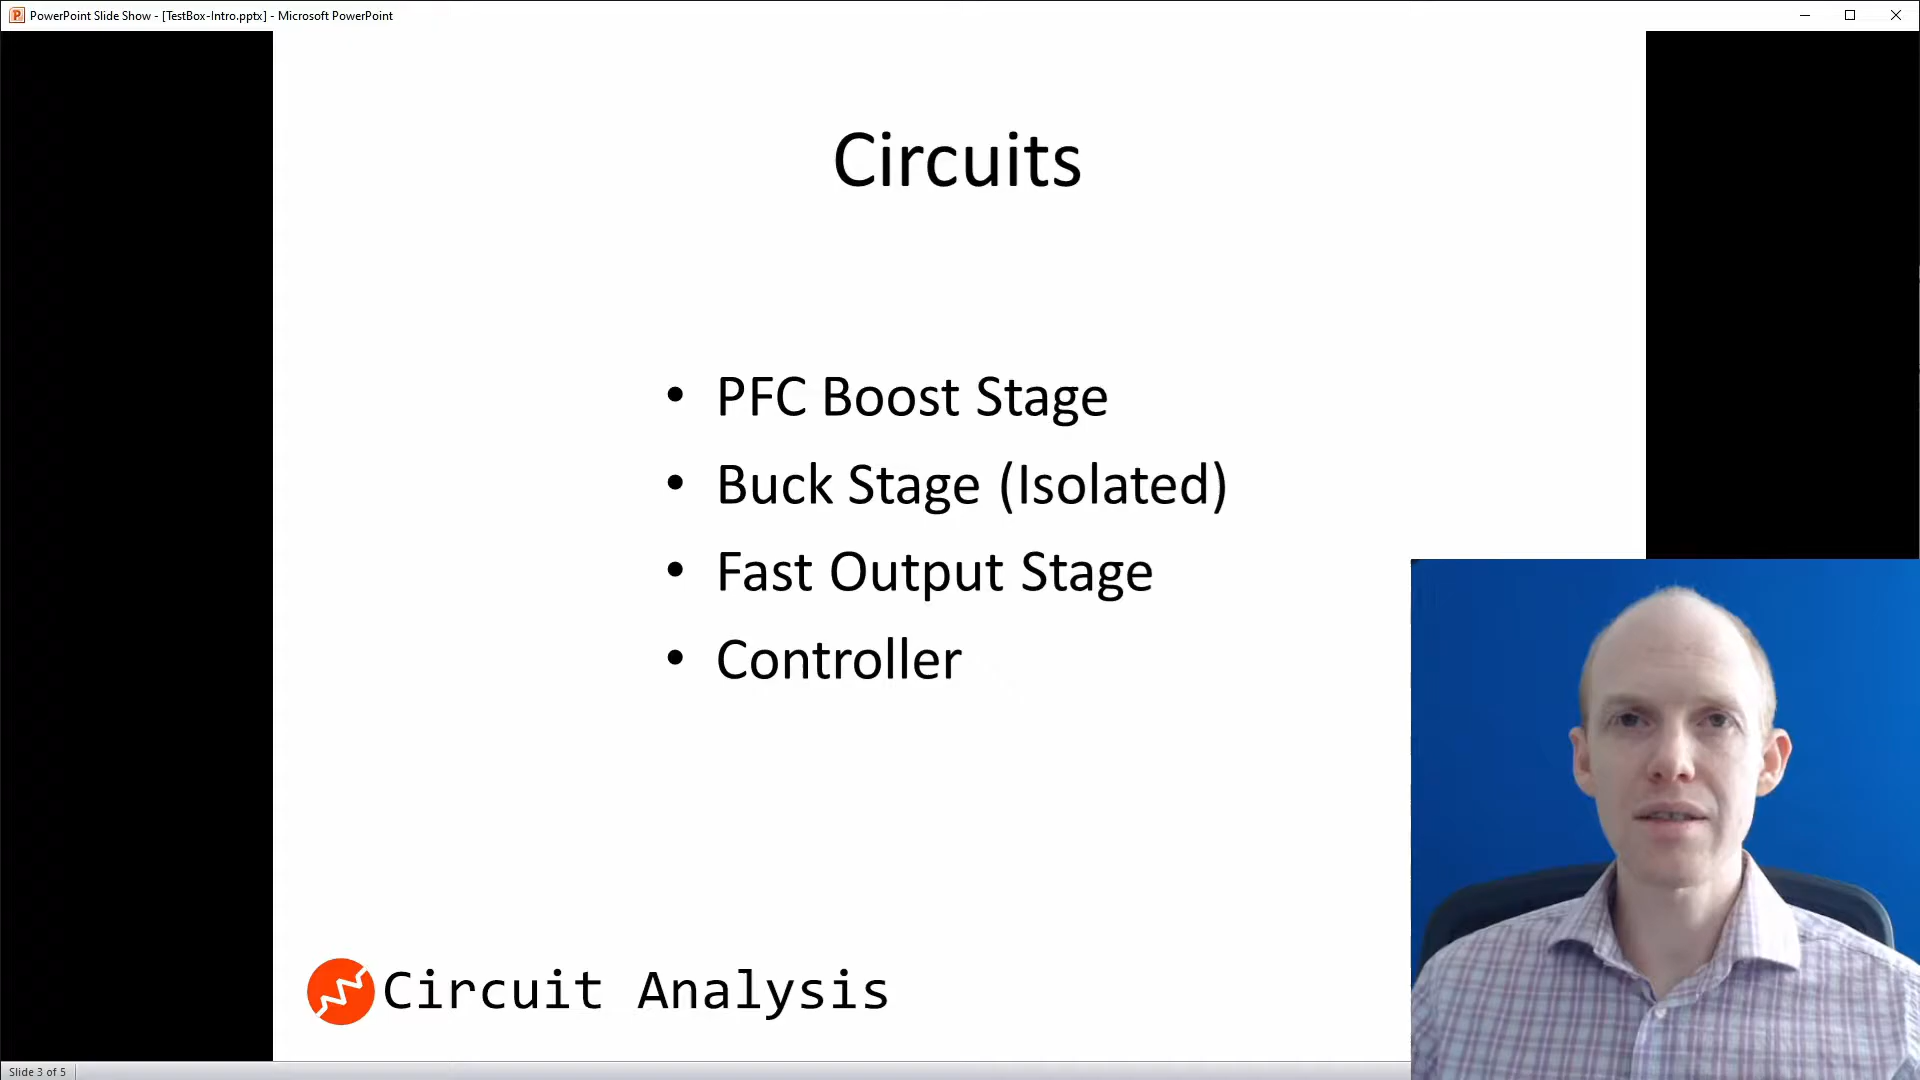 PowerPoint Slide Show - [TestBox-Intro.pptx] - Microsoft PowerPoint
Circuits
• PFC Boost Stage
• Buck Stage (Isolated)
• Fast Output Stage
• Controller
Circuit Analysis
Slide 3 of 5